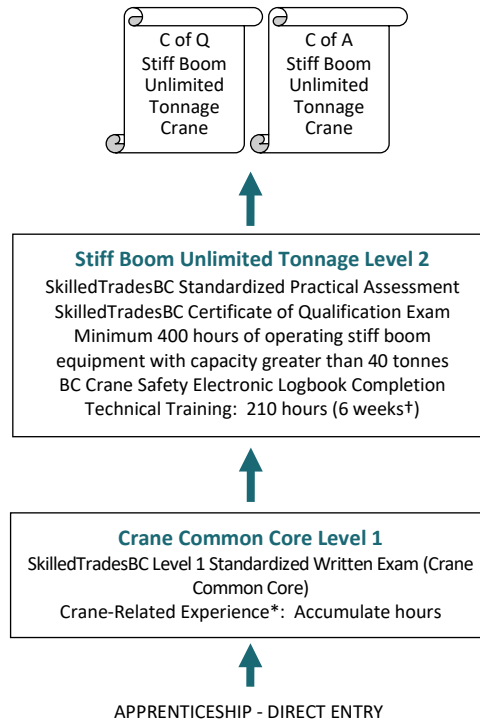 C of Q
Stiff Boom
Unlimited
Tonnage
Crane
C of A
Stiff Boom
Unlimited
Tonnage
Crane
Stiff Boom Unlimited Tonnage Level 2
SkilledTradesBC Standardized Practical Assessment
SkilledTradesBC Certificate of Qualification Exam
Minimum 400 hours of operating stiff boom
equipment with capacity greater than 40 tonnes
BC Crane Safety Electronic Logbook Completion
Technical Training:  210 hours (6 weeks†)
Crane Common Core Level 1
SkilledTradesBC Level 1 Standardized Written Exam (Crane
Common Core)
Crane-Related Experience*:  Accumulate hours
APPRENTICESHIP - DIRECT ENTRY